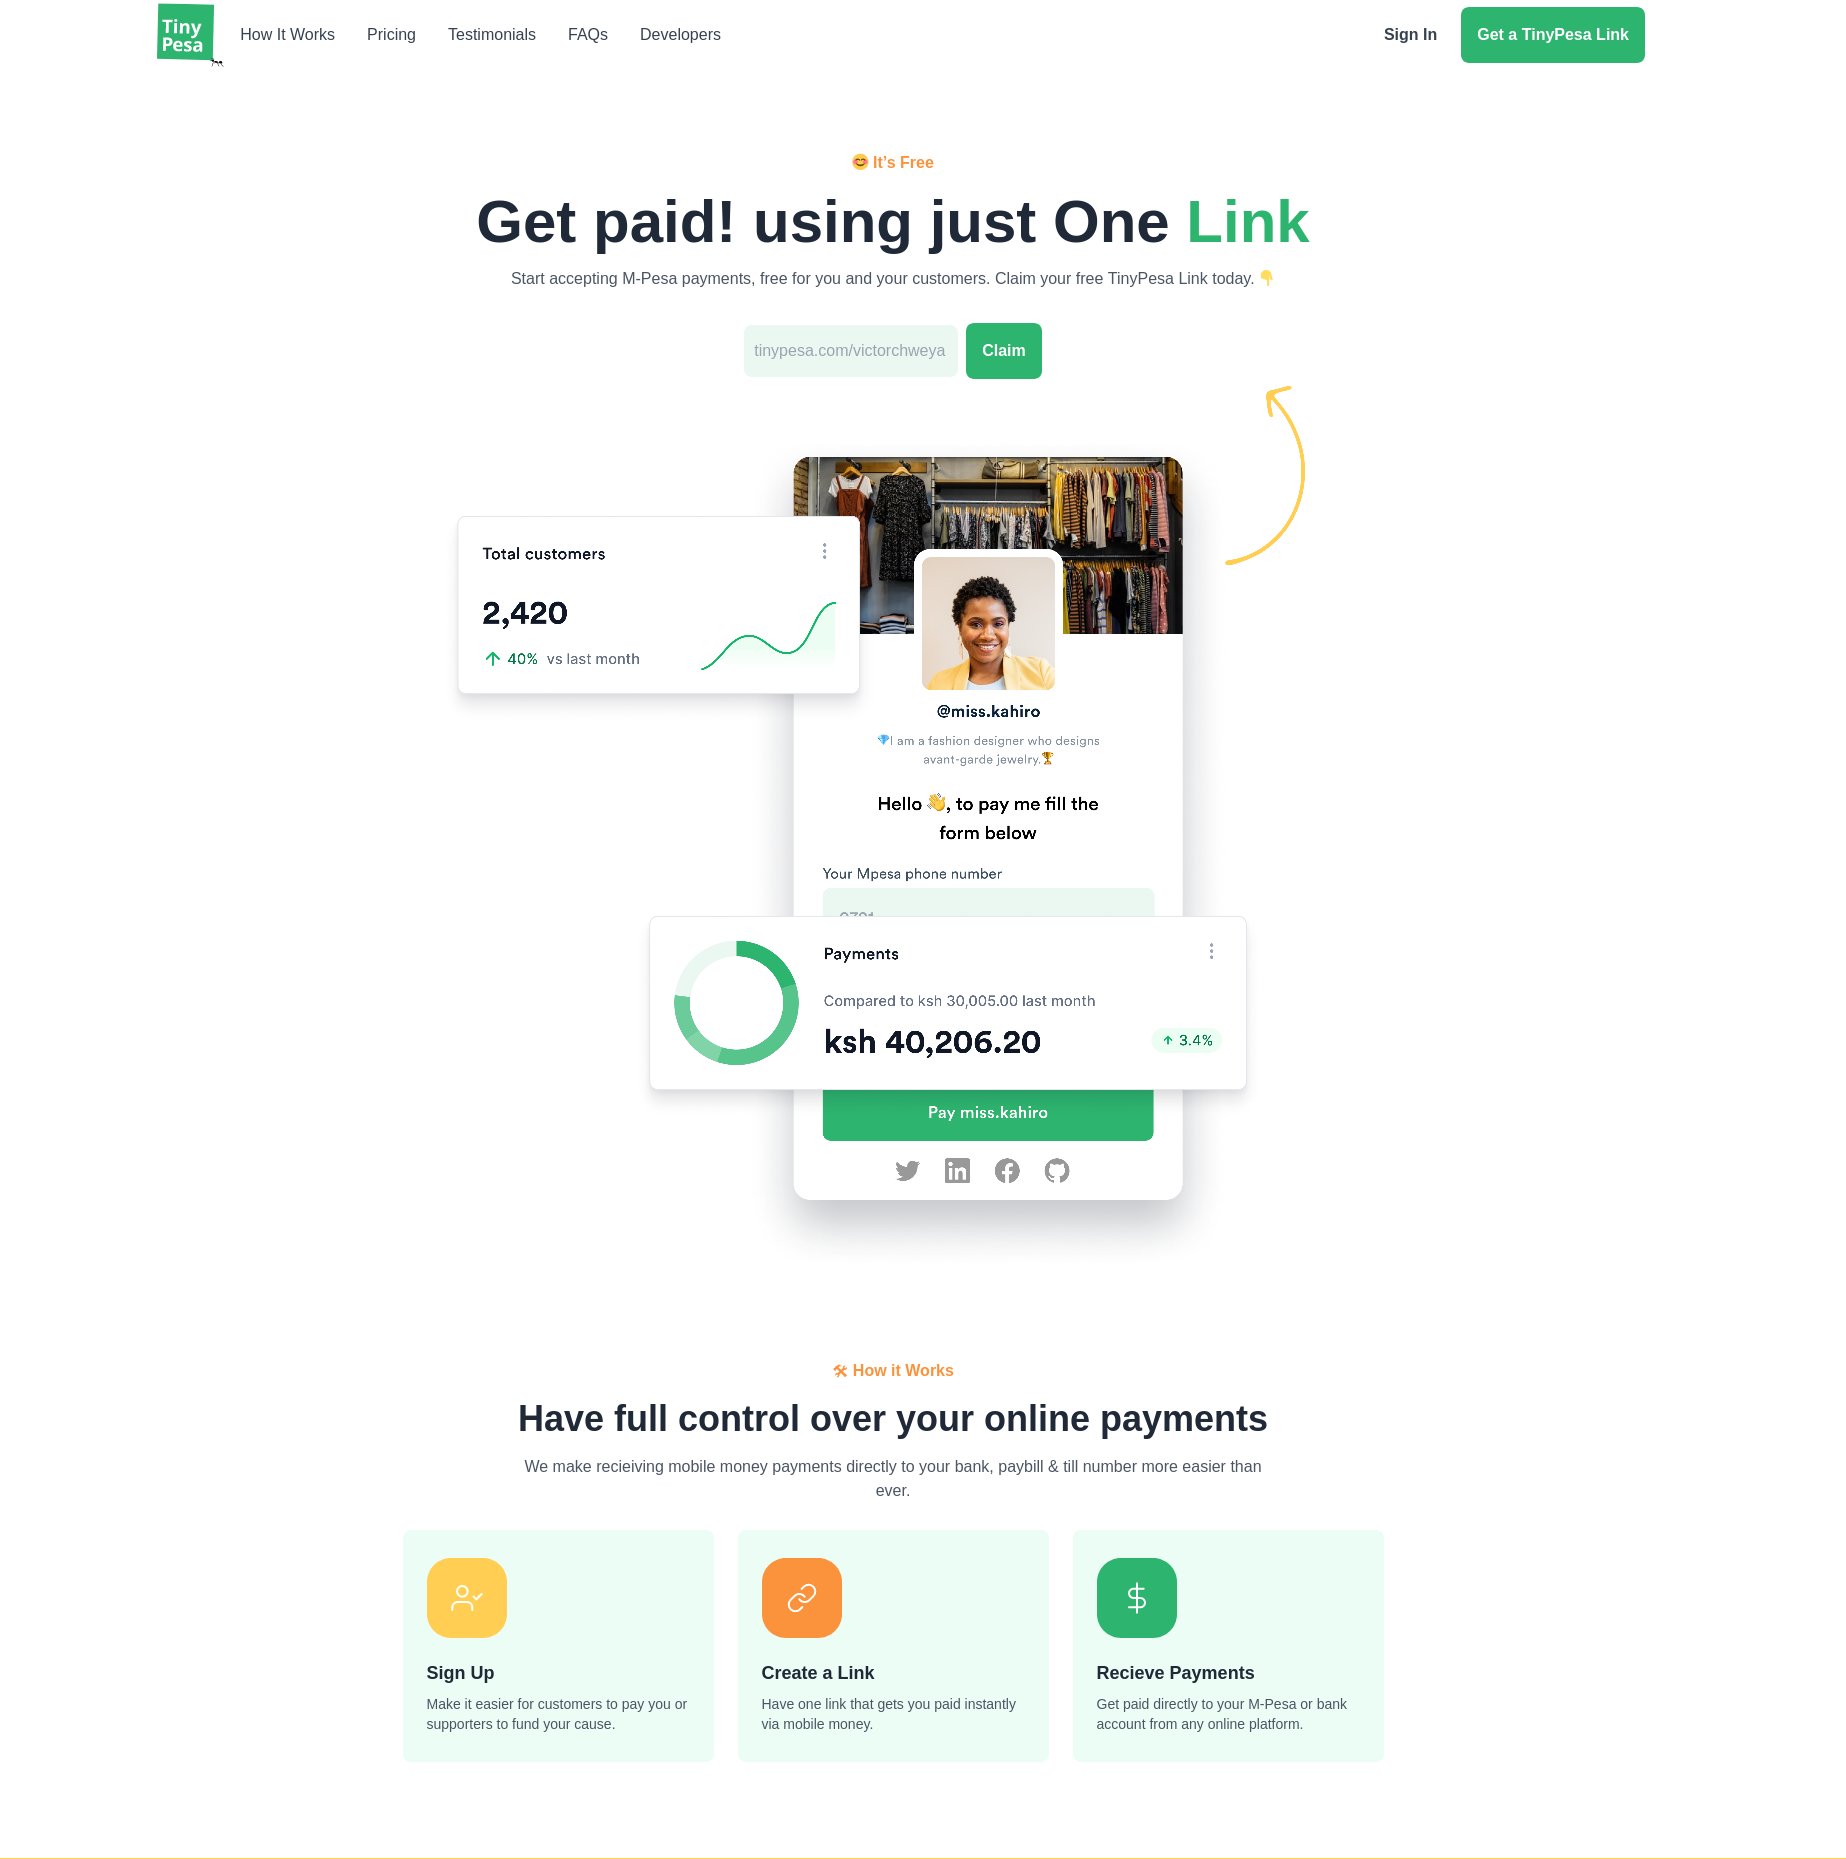 Tiny
Pesa
How It Works
Pricing
Testimonials
FAQs
Developers
Sign In
Get a TinyPesa Link
😊 It's Free
Get paid! using just One Link
Start accepting M-Pesa payments, free for you and your customers. Claim your free TinyPesa Link today. 👇
tinypesa.com/victorchweya
Claim
Total customers
2,420
40% vs last month
@miss.kahiro
💎I am a fashion designer who designs
avant-garde jewelry.🏆
Hello 👋, to pay me fill the
form below
Your Mpesa phone number
Payments
Compared to ksh 30,005.00 last month
ksh 40,206.20
3.4%
Pay miss.kahiro
🛠 How it Works
Have full control over your online payments
We make recieiving mobile money payments directly to your bank, paybill & till number more easier than
ever.
Sign Up
Make it easier for customers to pay you or
supporters to fund your cause.
Create a Link
Have one link that gets you paid instantly
via mobile money.
Recieve Payments
Get paid directly to your M-Pesa or bank
account from any online platform.